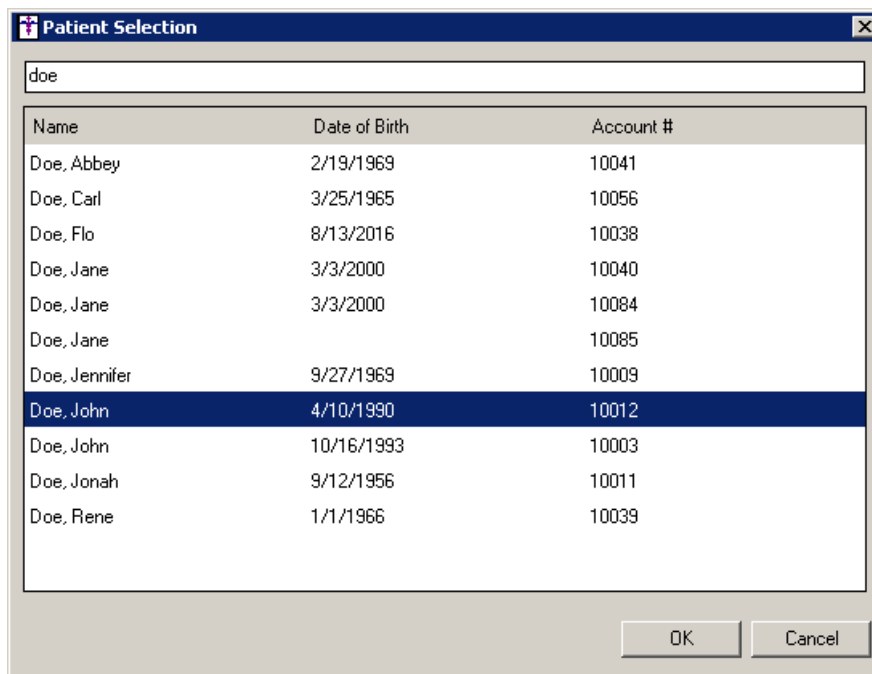 Patient Selection
doe
Name Date of Birth Account #
Doe, Abbey 2/19/1969 10041
Doe, Carl 3/25/1965 10056
Doe, Flo 8/13/2016 10038
Doe, Jane 3/3/2000 10040
Doe, Jane 3/3/2000 10084
Doe, Jane 10085
Doe, Jennifer 9/27/1969 10009
Doe, John 4/10/1990 10012
Doe, John 10/16/1993 10003
Doe, Jonah 9/12/1956 10011
Doe, Rene 1/1/1966 10039
OK Cancel